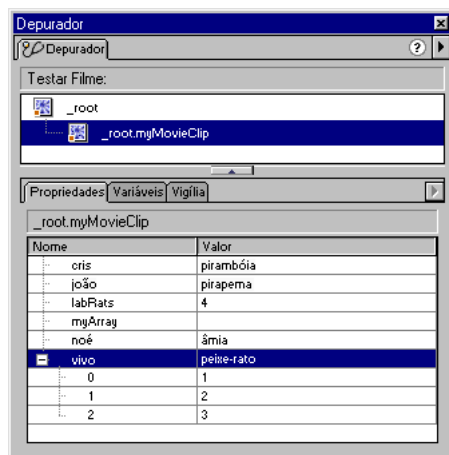 Depurador
Depurador
Testar Filme:
_root
_root.myMovieClip
Propriedades Variáveis Vigília
_root.myMovieClip
Nome Valor
cris pirambóia
joão pirapema
labRats 4
myArray
noé âmia
vivo peixe-rato
0 1
1 2
2 3